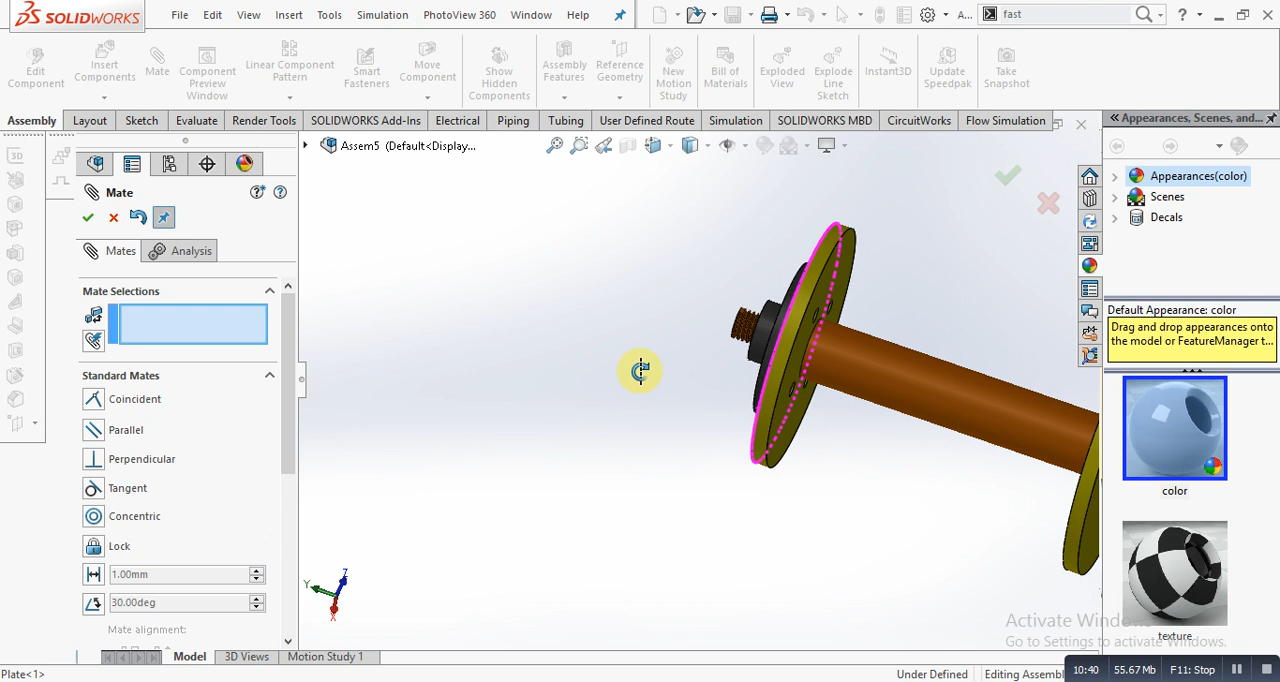 SOLIDWORKS File Edit View Insert Tools Simulation PhotoView 360 Window Help A... fast ?
Edit Component
Insert Components
Mate
Component Preview Window
Linear Component Pattern
Smart Fasteners
Move Component
Show Hidden Components
Assembly Features
Reference Geometry
New Motion Study
Bill of Materials
Exploded View
Explode Line Sketch
Instant3D
Update Speedpak
Take Snapshot
Assembly Layout Sketch Evaluate Render Tools SOLIDWORKS Add-Ins Electrical Piping Tubing User Defined Route Simulation SOLIDWORKS MBD CircuitWorks Flow Simulation
Appearances, Scenes, and...
Assem5 (Default<Display...
3D
Mate
Mates Analysis
Mate Selections
Standard Mates
Coincident
Parallel
Perpendicular
Tangent
Concentric
Lock
1.00mm
30.00deg
Mate alignment:
Y Z X
Appearances(color)
Scenes
Decals
Default Appearance: color
Drag and drop appearances onto
the model or FeatureManager t...
color
texture
Activate Windows
Go to Settings to activate Windows.
Model 3D Views Motion Study 1
Plate<1> Under Defined Editing Assembl
10:40 55.67 MB F11: Stop